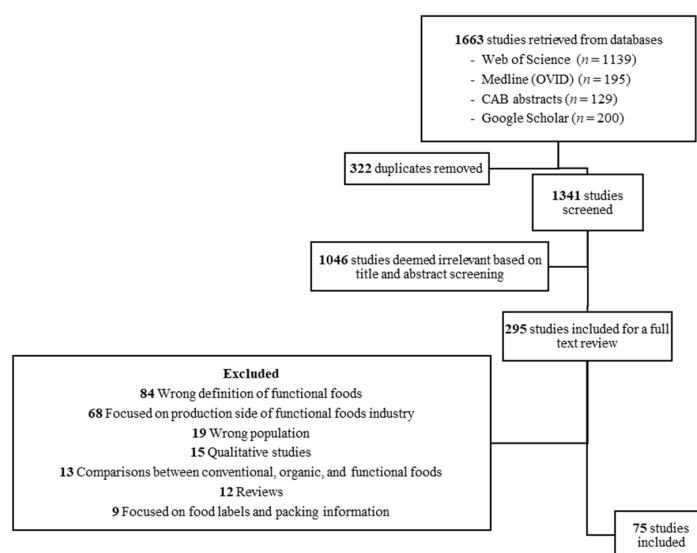 1663 studies retrieved from databases
- Web of Science (n = 1139)
- Medline (OVID) (n = 195)
- CAB abstracts (n = 129)
- Google Scholar (n = 200)
322 duplicates removed
1341 studies
screened
1046 studies deemed irrelevant based on
title and abstract screening
295 studies included for a full
text review
Excluded
84 Wrong definition of functional foods
68 Focused on production side of functional foods industry
19 Wrong population
15 Qualitative studies
13 Comparisons between conventional, organic, and functional foods
12 Reviews
9 Focused on food labels and packing information
75 studies
included